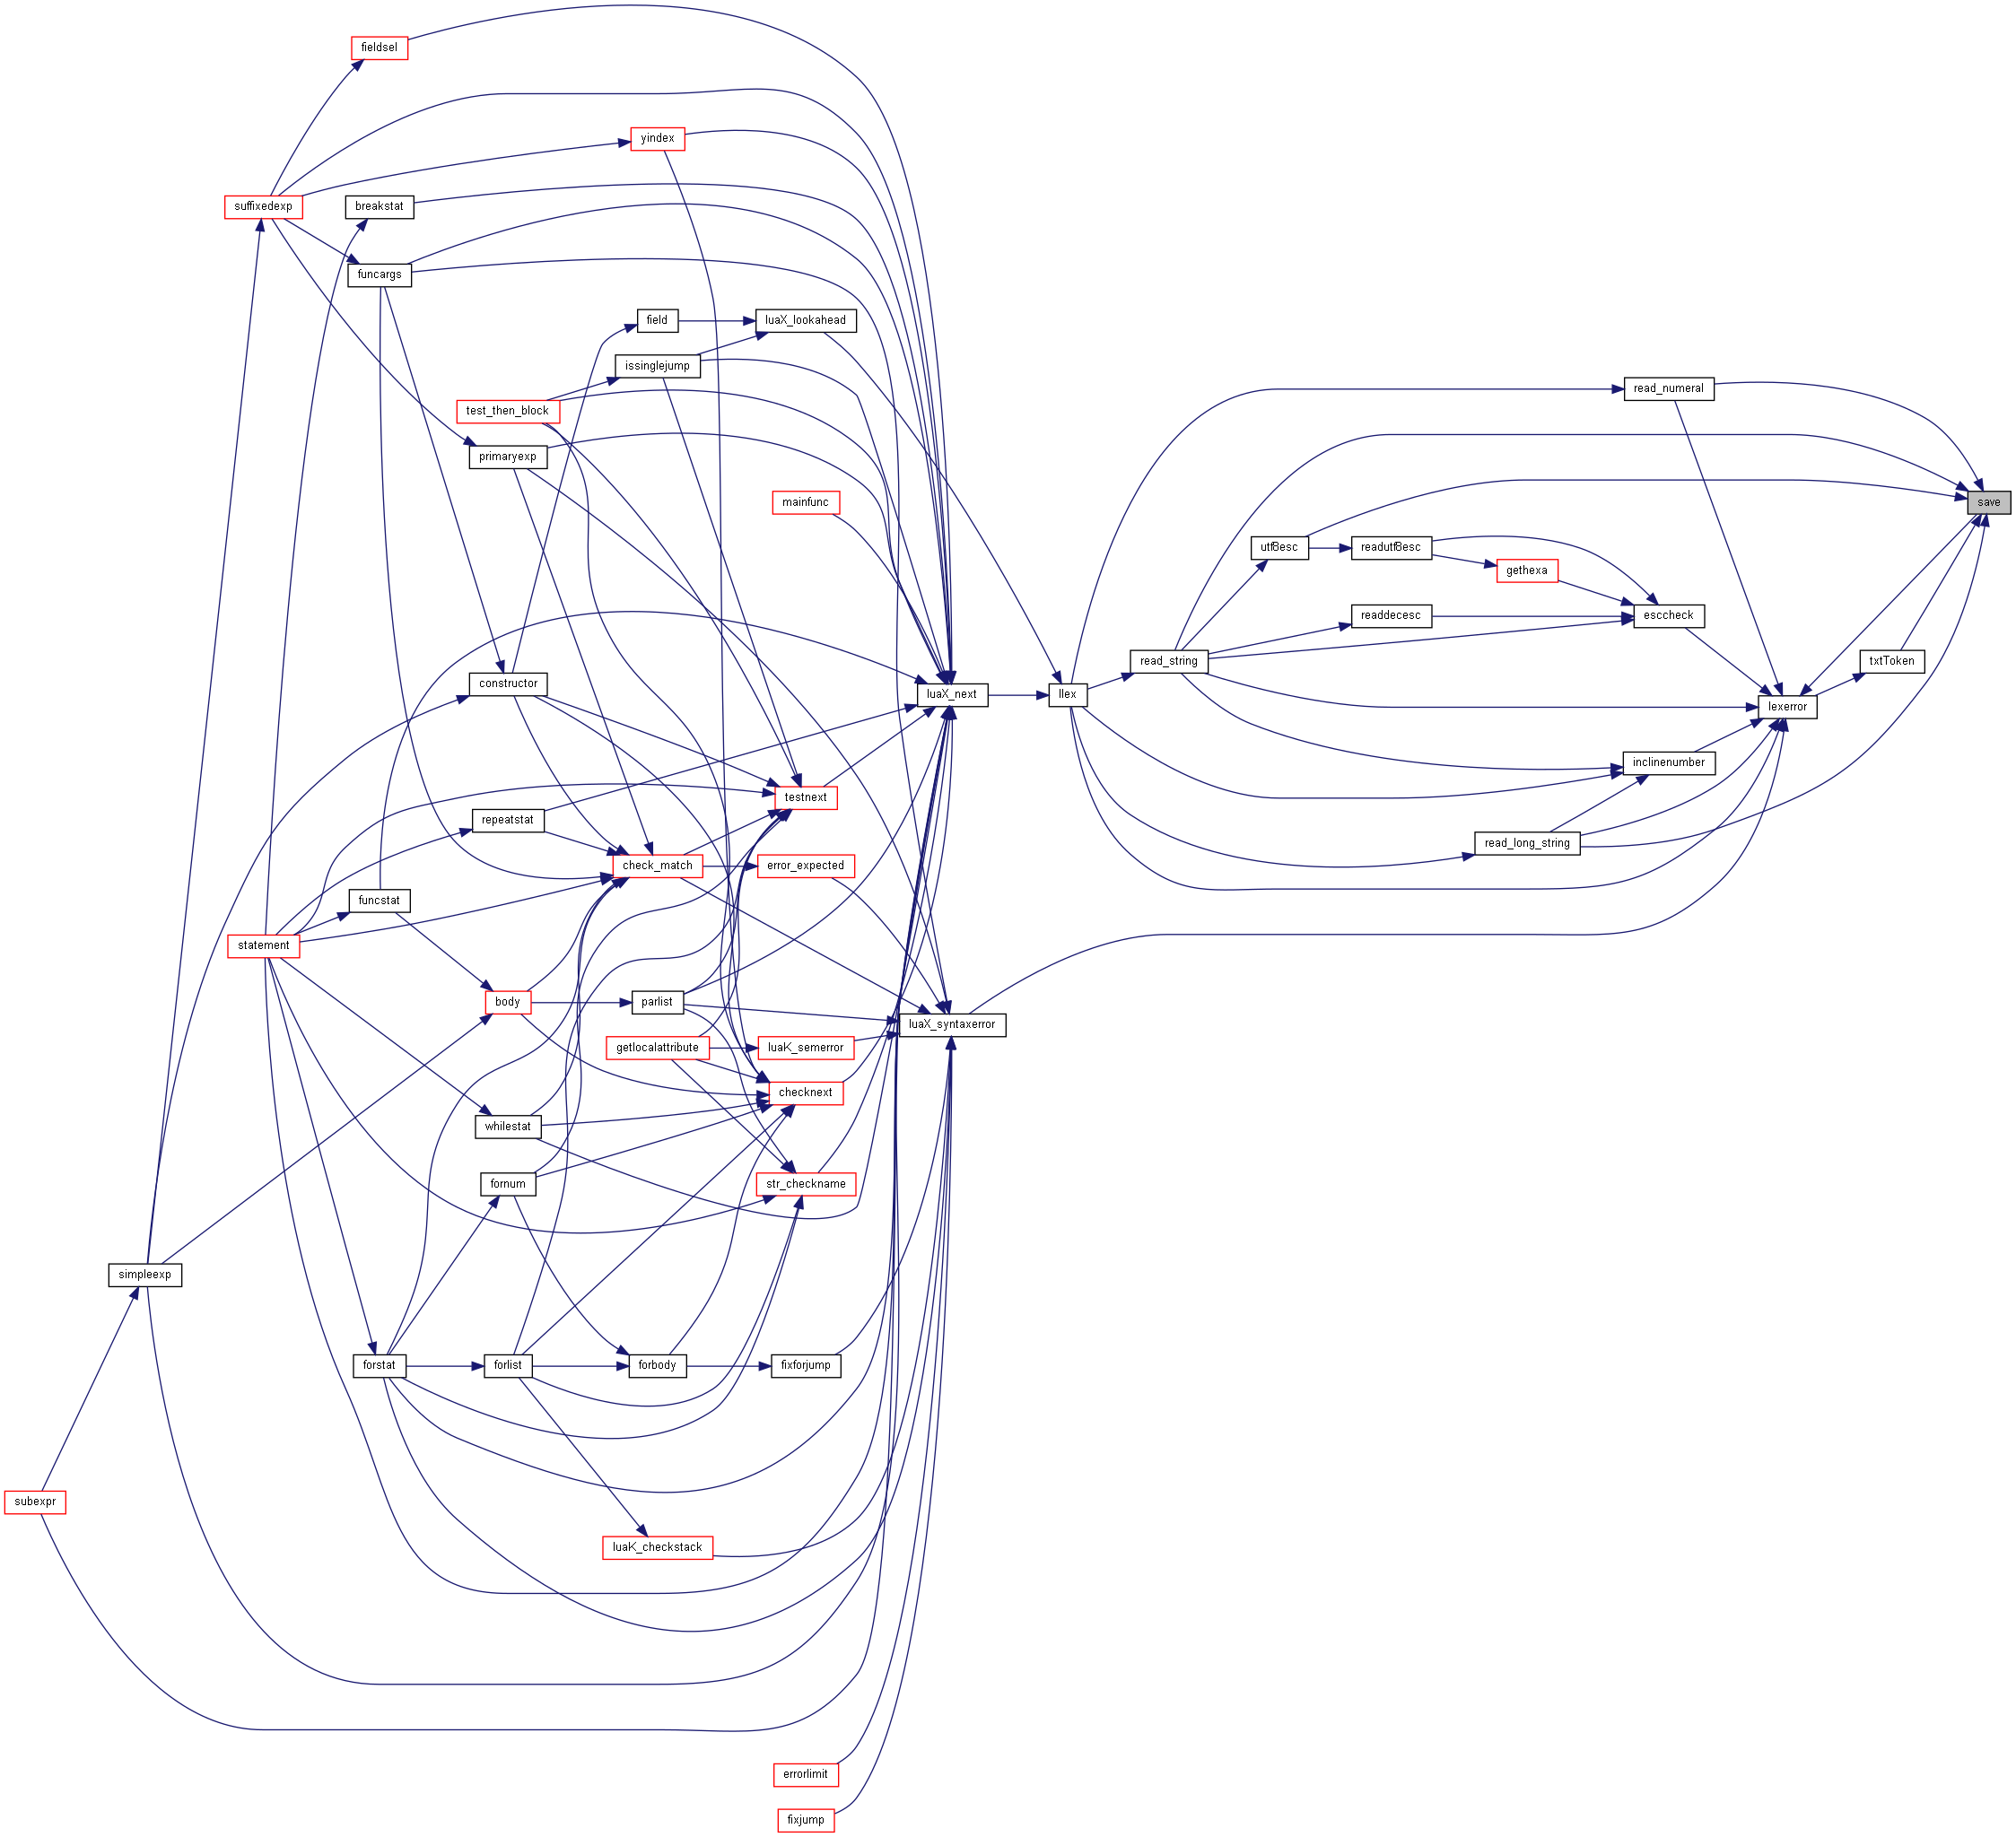 fieldsel
yindex
suffixedexp
breakstat
funcargs
field
luaX_lookahead
issinglejump
read_numeral
test_then_block
primaryexp
mainfunc
save
utf8esc
readutf8esc
gethexa
readdecesc
esccheck
read_string
txtToken
constructor
luaX_next
llex
lexerror
inclinenumber
testnext
repeatstat
read_long_string
check_match
error_expected
funcstat
statement
body
parlist
luaX_syntaxerror
getlocalattribute
luaK_semerror
checknext
whilestat
fornum
str_checkname
simpleexp
forstat
forlist
forbody
fixforjump
subexpr
luaK_checkstack
errorlimit
fixjump